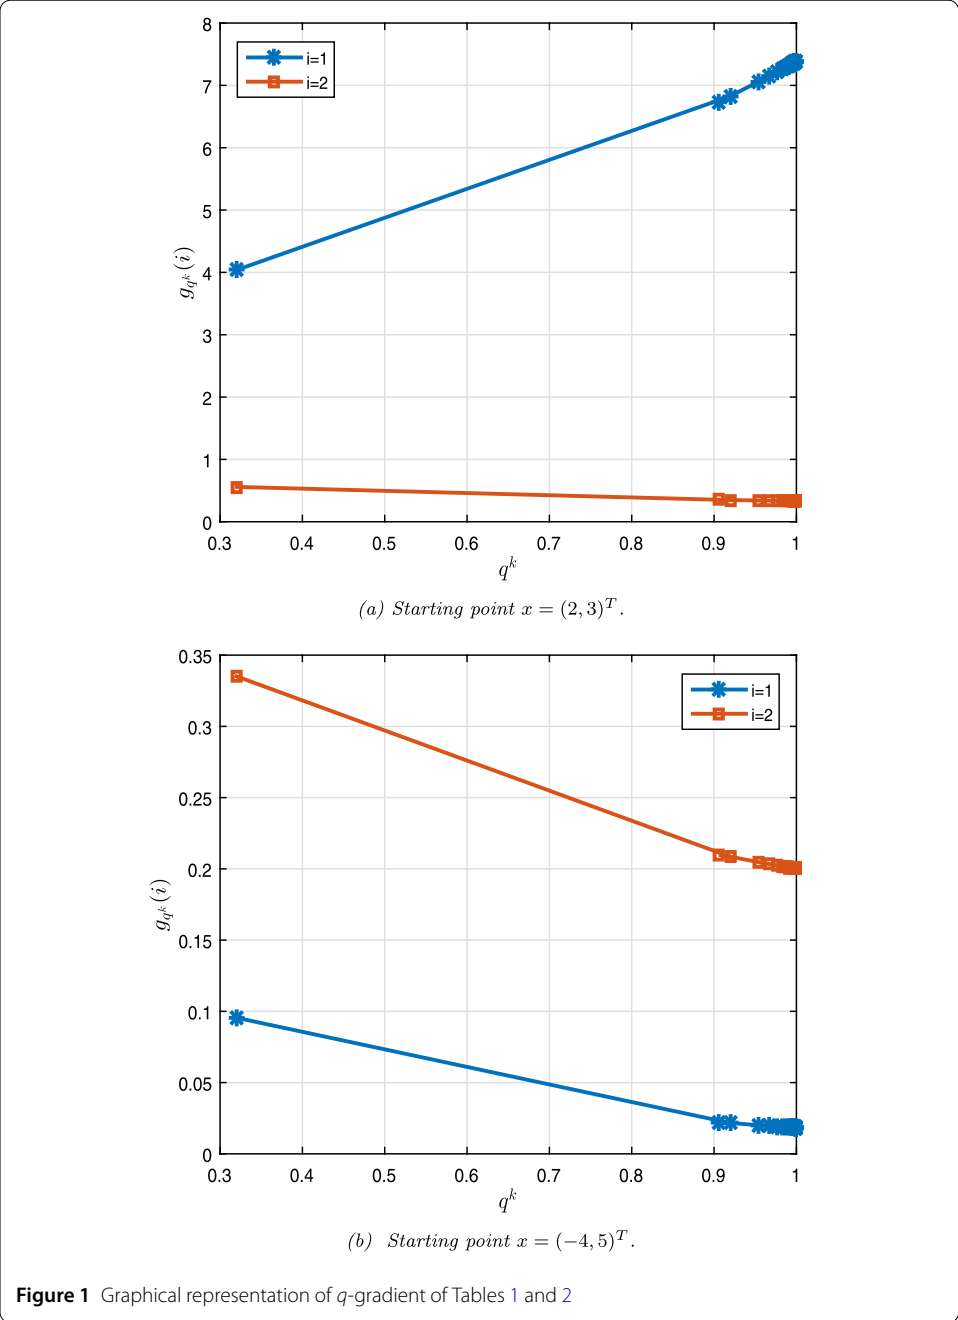 8
7
6
5
4
3
2
1
0
i=1
i=2
g_{q^k}(i)
0.3 0.4 0.5 0.6 0.7 0.8 0.9 1
q^k
(a) Starting point x = (2, 3)^T.
0.35
0.3
0.25
0.2
0.15
0.1
0.05
0
i=1
i=2
g_{q^k}(i)
0.3 0.4 0.5 0.6 0.7 0.8 0.9 1
q^k
(b) Starting point x = (−4, 5)^T.
Figure 1 Graphical representation of q-gradient of Tables 1 and 2